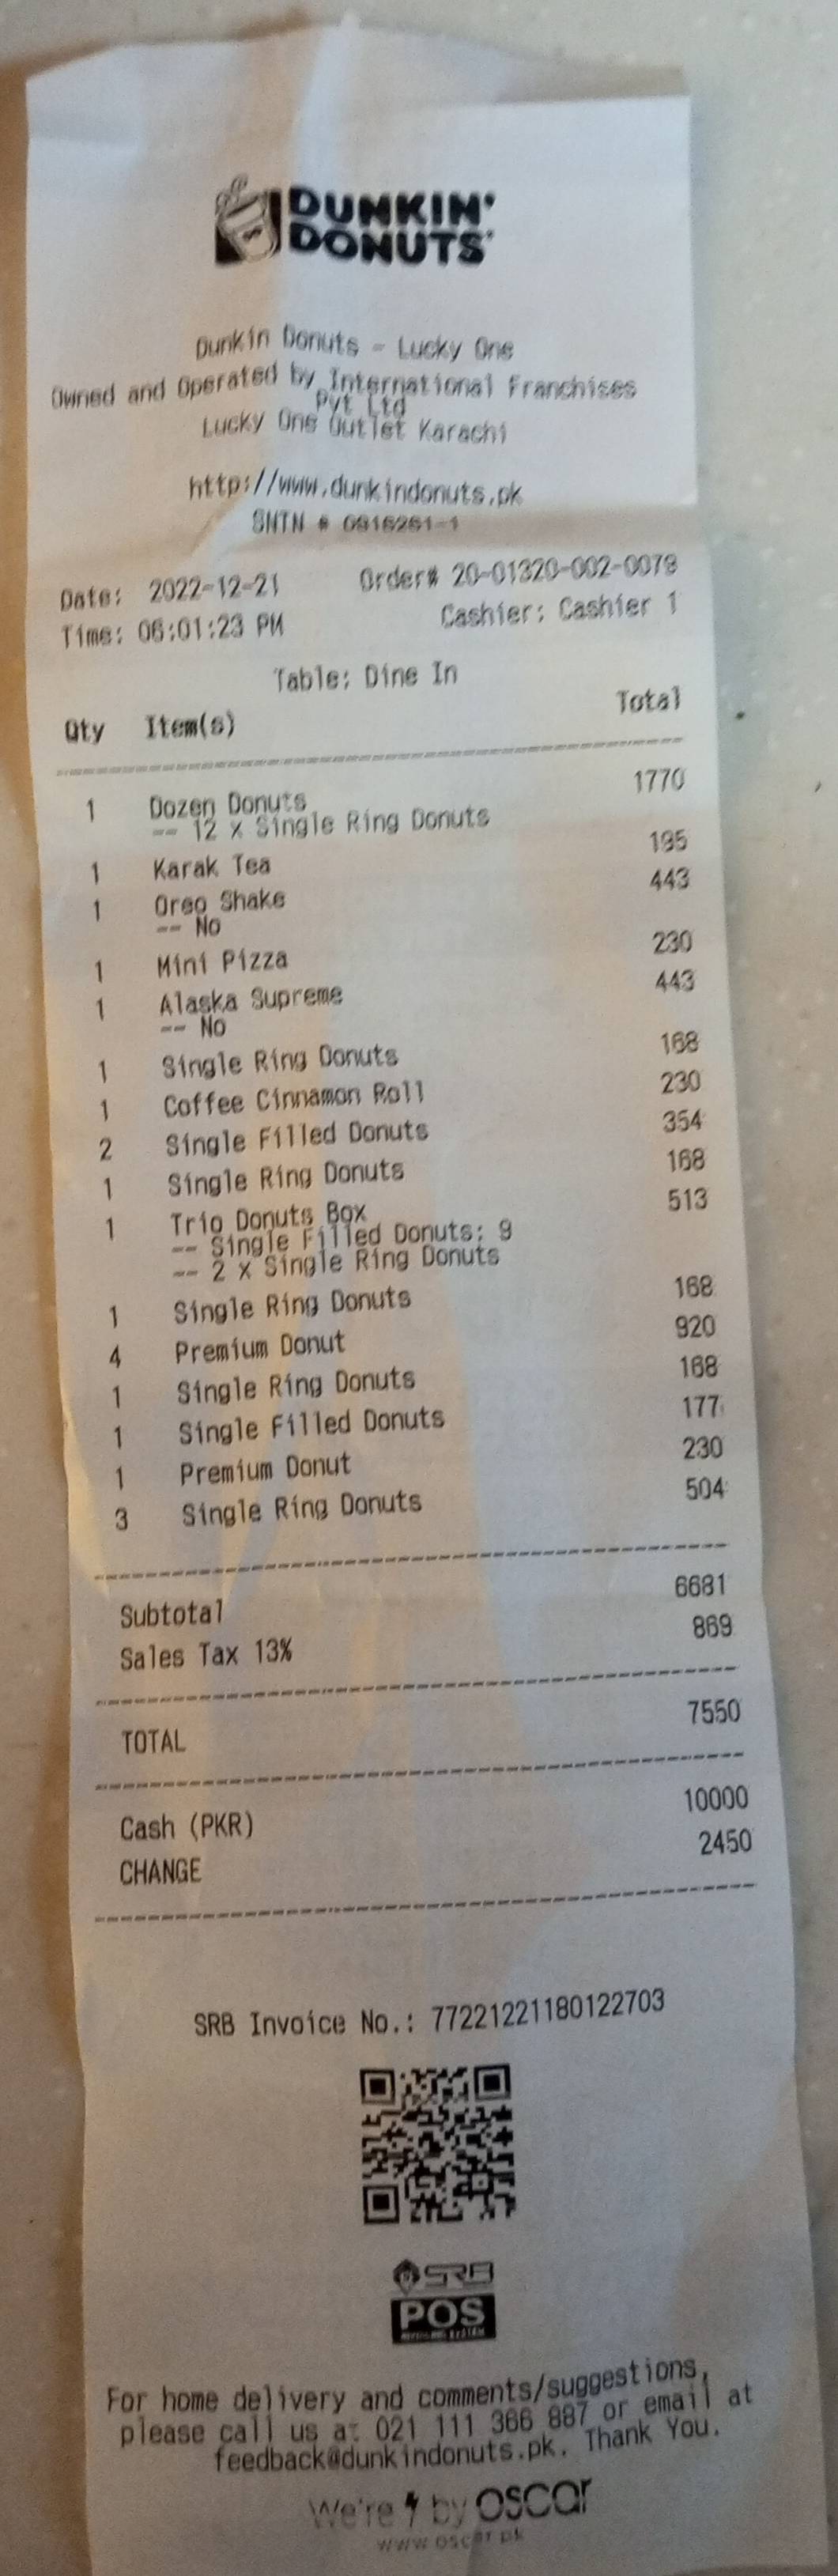 DUNKIN'
DONUTS
Dunkin Donuts - Lucky One
Owned and Operated by International Franchises
Pvt Ltd
Lucky One Outlet Karachi
http://www.dunkindonuts.pk
SNTN # 0816261-1
Date: 2022-12-21 Order# 20-01320-002-0079
Time: 06:01:23 PM Cashier: Cashier 1
Table: Dine In
Qty Item(s) Total
1 Dozen Donuts 1770
-- 12 x Single Ring Donuts
1 Karak Tea 195
1 Oreo Shake 443
-- No
1 Mini Pizza 230
1 Alaska Supreme 443
-- No
1 Single Ring Donuts 168
1 Coffee Cinnamon Roll 230
2 Single Filled Donuts 354
1 Single Ring Donuts 168
1 Trio Donuts Box 513
-- Single Filled Donuts: 9
-- 2 x Single Ring Donuts
1 Single Ring Donuts 168
4 Premium Donut 920
1 Single Ring Donuts 168
1 Single Filled Donuts 177
1 Premium Donut 230
3 Single Ring Donuts 504
Subtotal 6681
Sales Tax 13% 869
TOTAL 7550
Cash (PKR) 10000
CHANGE 2450
SRB Invoice No.: 77221221180122703
SRB
POS
For home delivery and comments/suggestions,
please call us at 021 111 366 887 or email at
feedback@dunkindonuts.pk. Thank You.
We're by oscar
www.oscar.pk